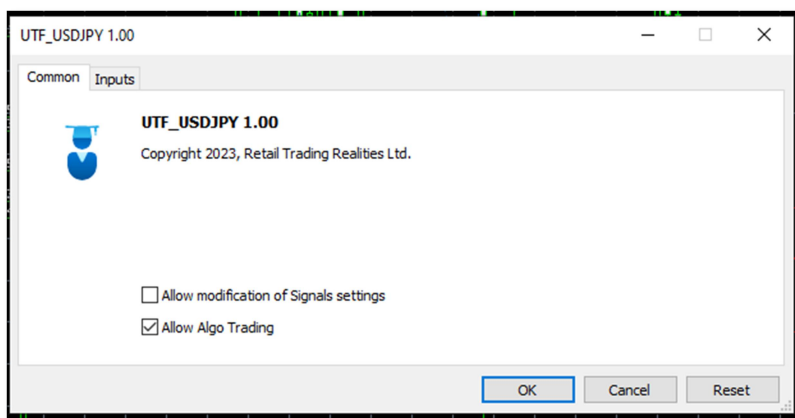 UTF_USDJPY 1.00
Common
Inputs
UTF_USDJPY 1.00
Copyright 2023, Retail Trading Realities Ltd.
Allow modification of Signals settings
Allow Algo Trading
OK
Cancel
Reset